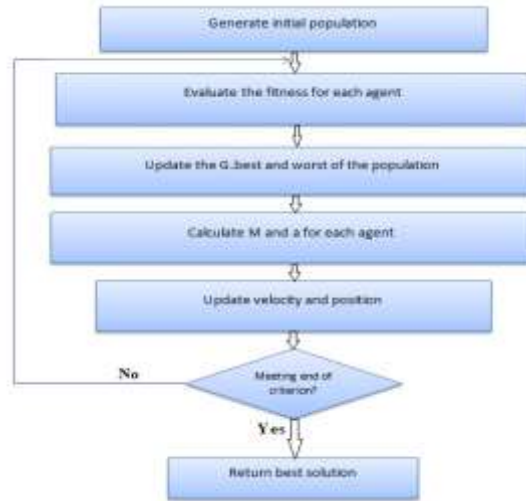 Generate initial population
Evaluate the fitness for each agent
Update the G.best and worst of the population
Calculate M and a for each agent
Update velocity and position
Meeting end of
criterion?
No
Yes
Return best solution